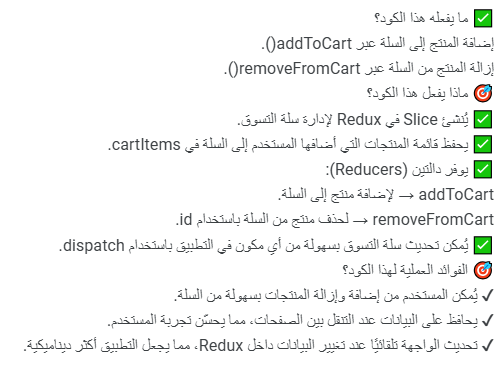 ✅ ما يفعله هذا الكود؟
إضافة المنتج إلى السلة عبر addToCart().
إزالة المنتج من السلة عبر removeFromCart().
🎯 ماذا يفعل هذا الكود؟
✅ يُنشئ Slice في Redux لإدارة سلة التسوق.
✅ يحفظ قائمة المنتجات التي أضافها المستخدم إلى السلة في cartItems.
✅ يوفر دالتين (Reducers):
addToCart → لإضافة منتج إلى السلة.
removeFromCart → لحذف منتج من السلة باستخدام id.
✅ يُمكن تحديث سلة التسوق بسهولة من أي مكون في التطبيق باستخدام dispatch.
🎯 الفوائد العملية لهذا الكود؟
✔ يُمكن المستخدم من إضافة وإزالة المنتجات بسهولة من السلة.
✔ يحافظ على البيانات عند التنقل بين الصفحات، مما يحسّن تجربة المستخدم.
✔ تحديث الواجهة تلقائيًا عند تغيير البيانات داخل Redux، مما يجعل التطبيق أكثر ديناميكية.